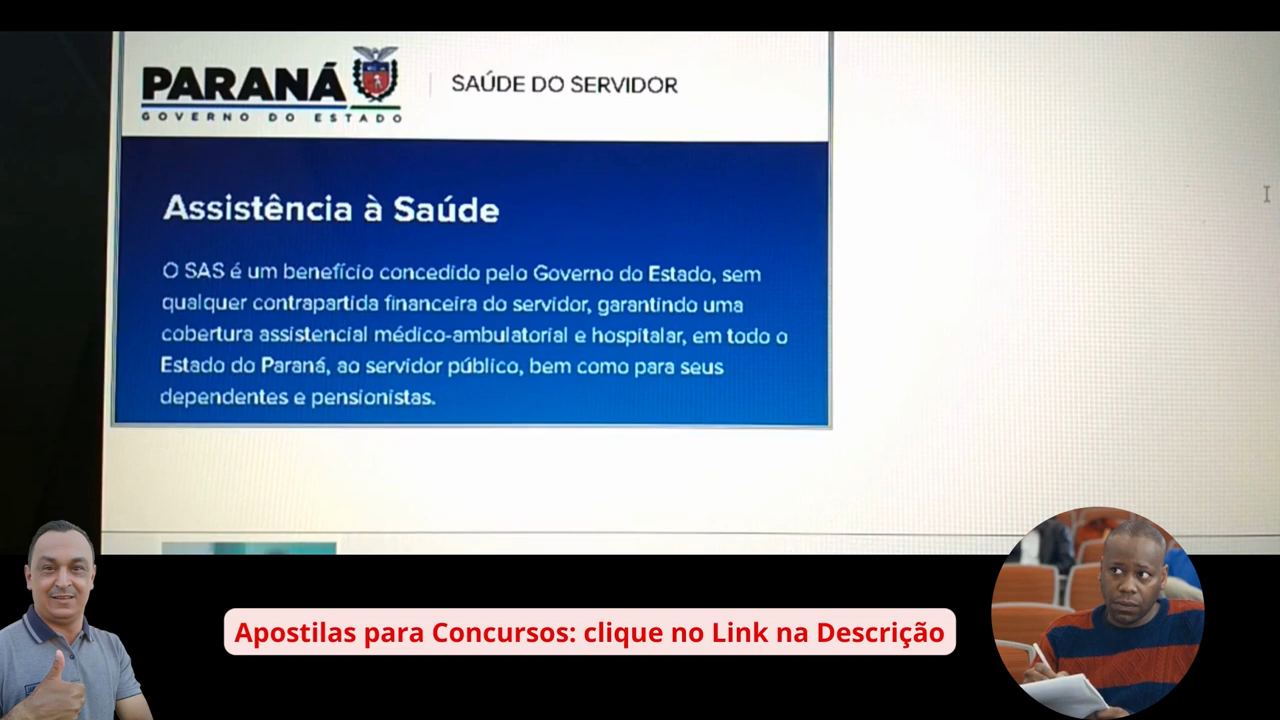 PARANÁ
GOVERNO DO ESTADO
SAÚDE DO SERVIDOR
Assistência à Saúde
O SAS é um benefício concedido pelo Governo do Estado, sem
qualquer contrapartida financeira do servidor, garantindo uma
cobertura assistencial médico-ambulatorial e hospitalar, em todo o
Estado do Paraná, ao servidor público, bem como para seus
dependentes e pensionistas.
Apostilas para Concursos: clique no Link na Descrição